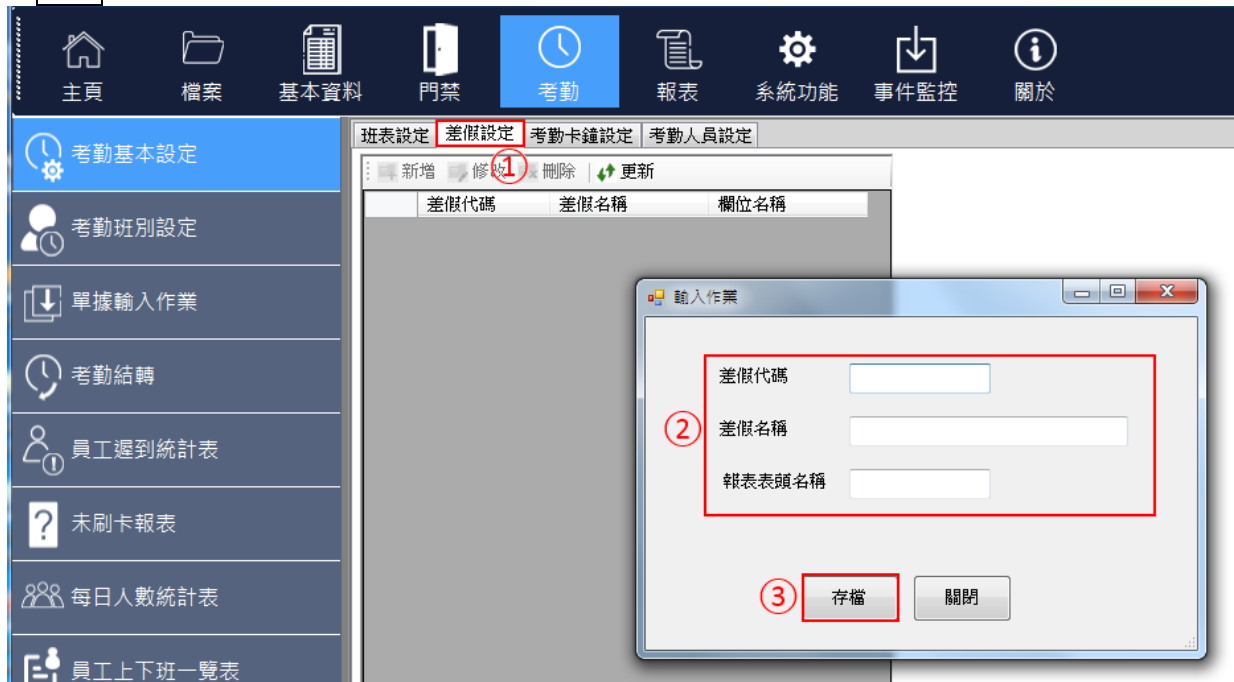 主頁 檔案 基本資料 門禁 考勤 報表 系統功能 事件監控 關於
考勤基本設定
考勤班別設定
單據輸入作業
考勤結轉
員工遲到統計表
未刷卡報表
每日人數統計表
員工上下班一覽表
班表設定 差假設定 考勤卡鐘設定 考勤人員設定
①
新增 修改 刪除 更新
差假代碼 差假名稱 欄位名稱
輸入作業
差假代碼
② 差假名稱
報表表頭名稱
③ 存檔 關閉